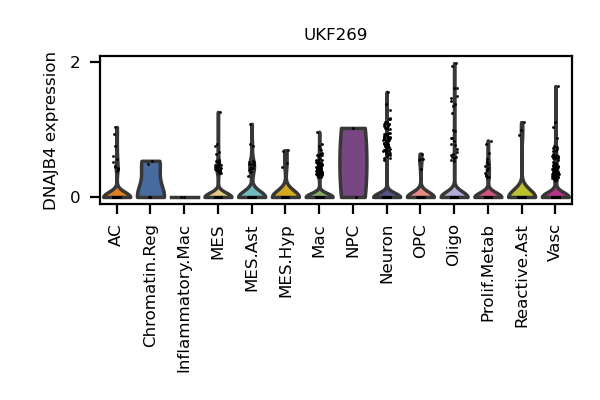 UKF269
DNAJB4 expression
2
0
AC
Chromatin.Reg
Inflammatory.Mac
MES
MES.Ast
MES.Hyp
Mac
NPC
Neuron
OPC
Oligo
Prolif.Metab
Reactive.Ast
Vasc